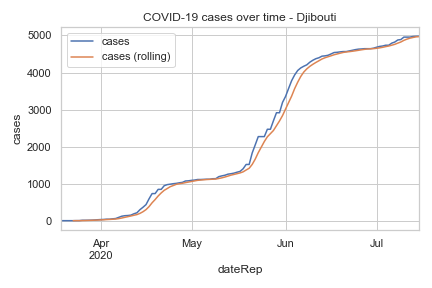 COVID-19 cases over time - Djibouti
cases
cases (rolling)
5000
4000
3000
2000
1000
0
cases
Apr
2020
May
Jun
Jul
dateRep